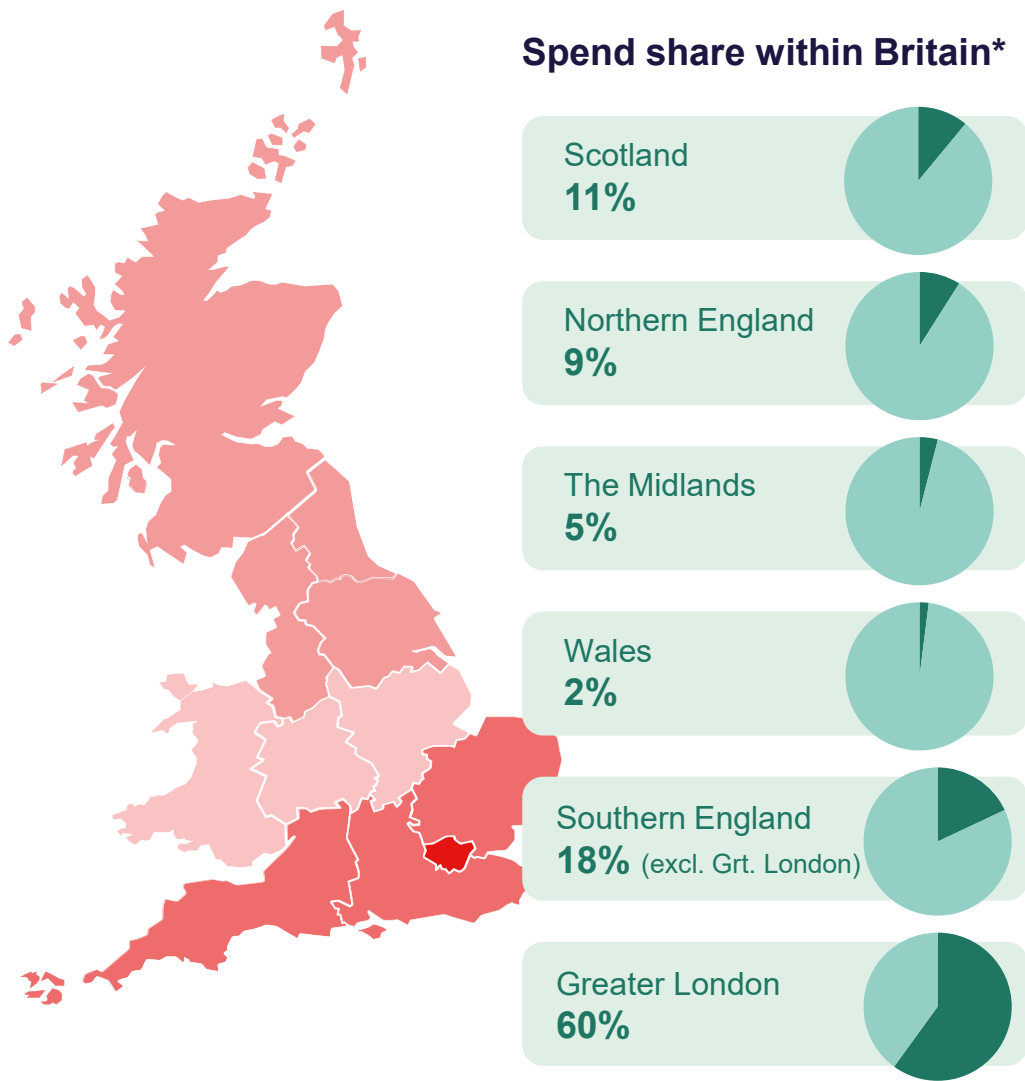 Spend share within Britain*
Scotland
11%
Northern England
9%
The Midlands
5%
Wales
2%
Southern England
18% (excl. Grt. London)
Greater London
60%